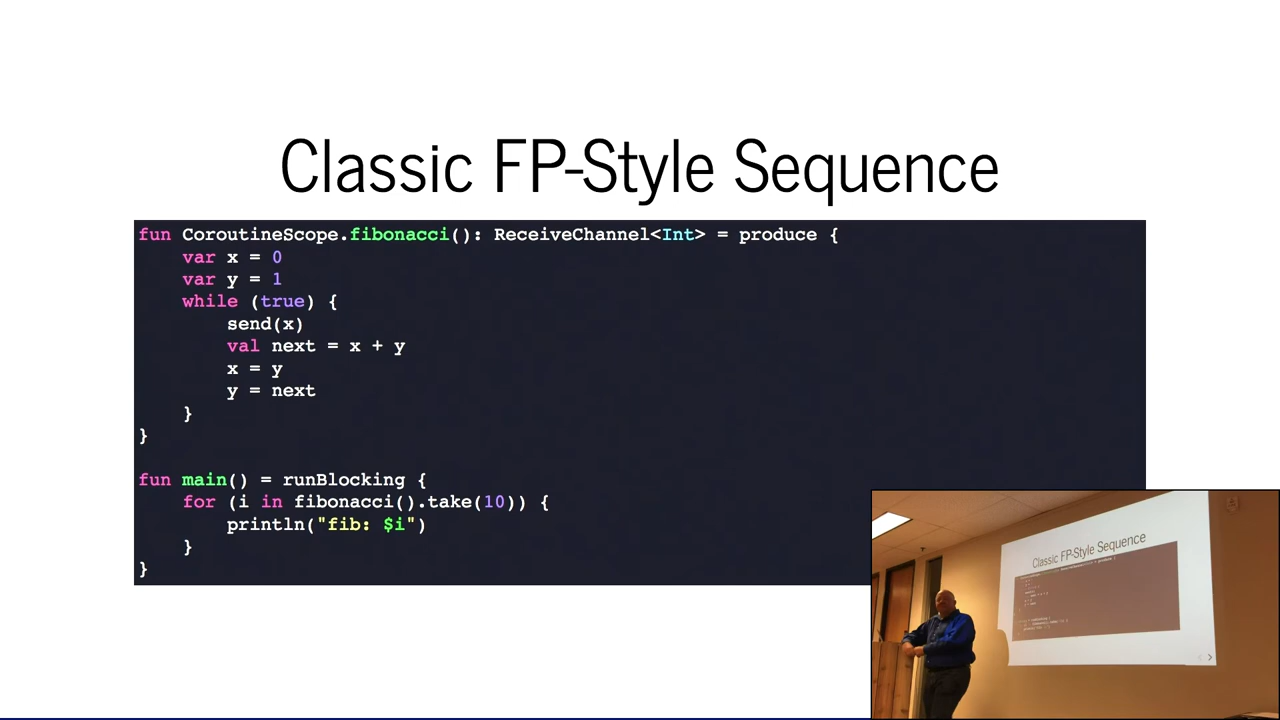 Classic FP-Style Sequence
fun CoroutineScope.fibonacci(): ReceiveChannel<Int> = produce {
    var x = 0
    var y = 1
    while (true) {
        send(x)
        val next = x + y
        x = y
        y = next
    }
}
fun main() = runBlocking {
    for (i in fibonacci().take(10)) {
        println("fib: $i")
    }
}
Classic FP-Style Sequence